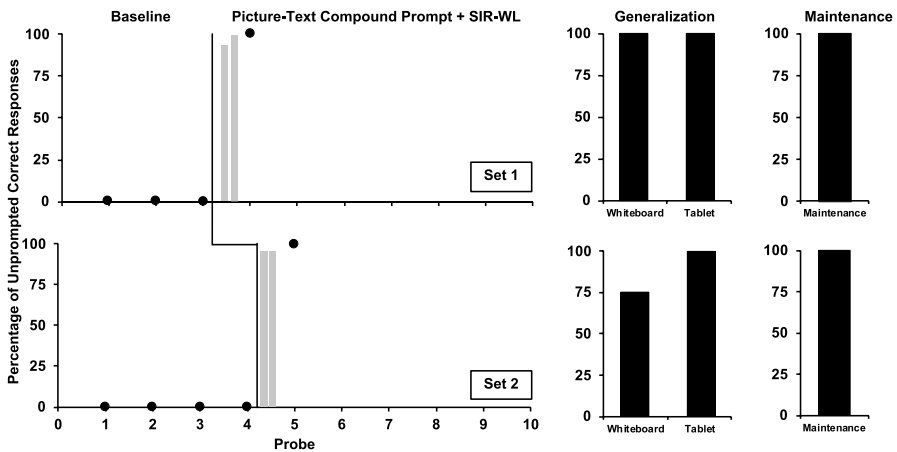 Baseline
Picture-Text Compound Prompt + SIR-WL
Generalization
Maintenance
Percentage of Unprompted Correct Responses
100
75
50
25
0
Set 1
100
75
50
25
0
Whiteboard
Tablet
100
75
50
25
0
Maintenance
100
75
50
25
0
Set 2
0 1 2 3 4 5 6 7 8 9 10
Probe
100
75
50
25
0
Whiteboard
Tablet
100
75
50
25
0
Maintenance